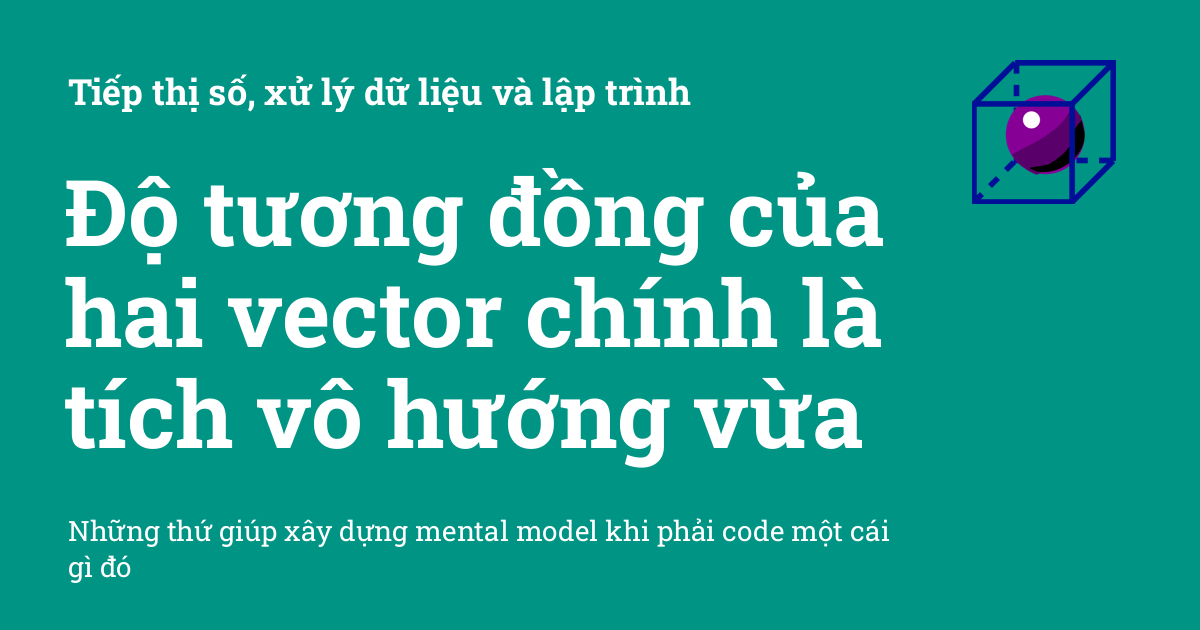 Tiếp thị số, xử lý dữ liệu và lập trình
Độ tương đồng của
hai vector chính là
tích vô hướng vừa
Những thứ giúp xây dựng mental model khi phải code một cái
gì đó